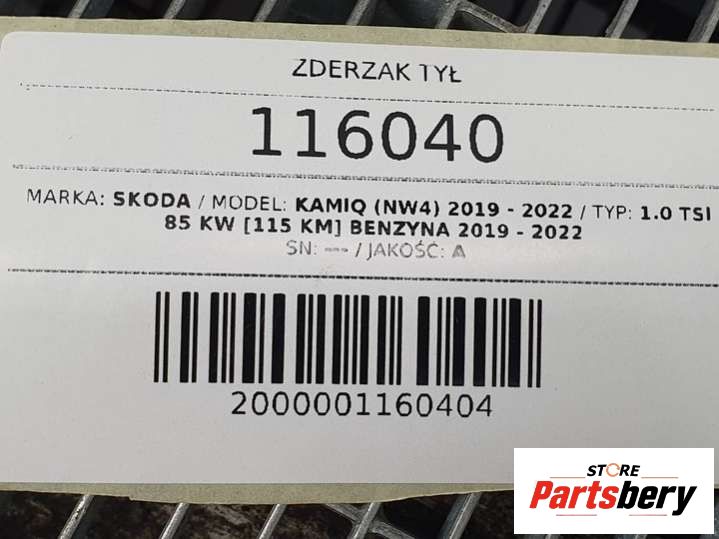 ZDERZAK TYŁ
116040
MARKA: SKODA / MODEL: KAMIQ (NW4) 2019 - 2022 / TYP: 1.0 TSI
85 KW [115 KM] BENZYNA 2019 - 2022
SN: --- / JAKOŚĆ: A
2000001160404
STORE
Partsbery